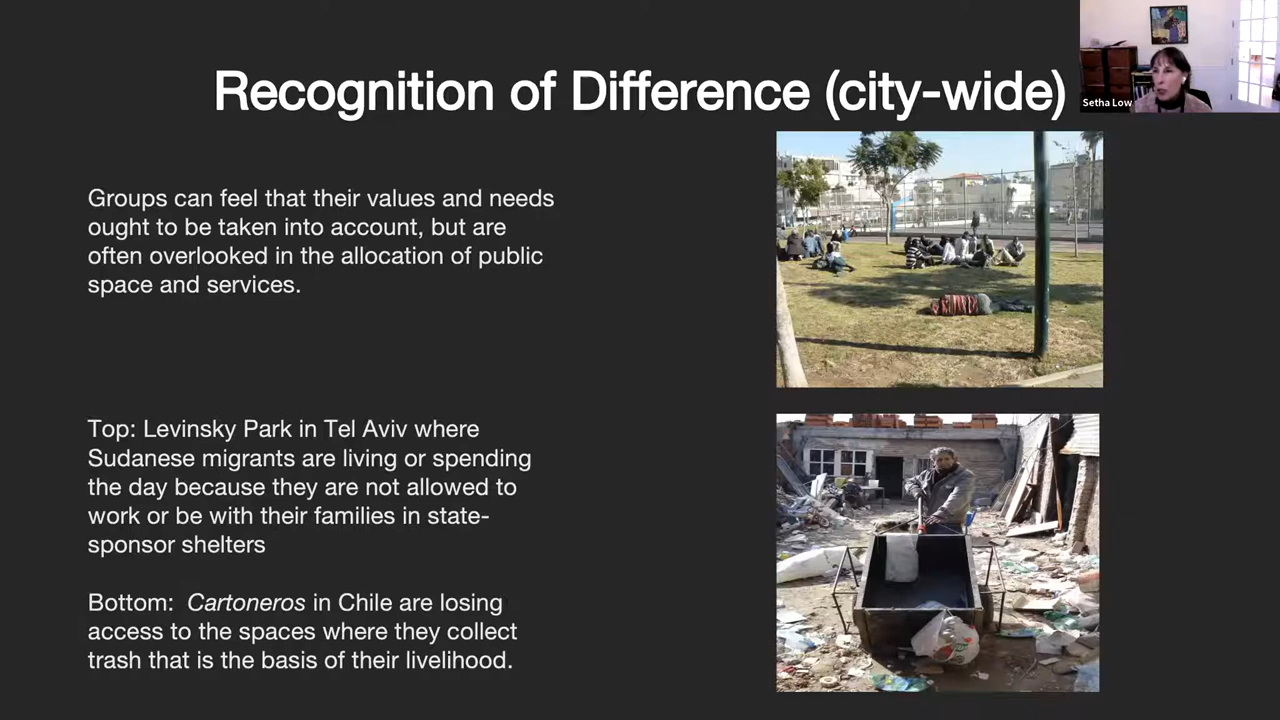 Recognition of Difference (city-wide)
Setha Low
Groups can feel that their values and needs
ought to be taken into account, but are
often overlooked in the allocation of public
space and services.
Top: Levinsky Park in Tel Aviv where
Sudanese migrants are living or spending
the day because they are not allowed to
work or be with their families in state-
sponsor shelters
Bottom:  Cartoneros in Chile are losing
access to the spaces where they collect
trash that is the basis of their livelihood.